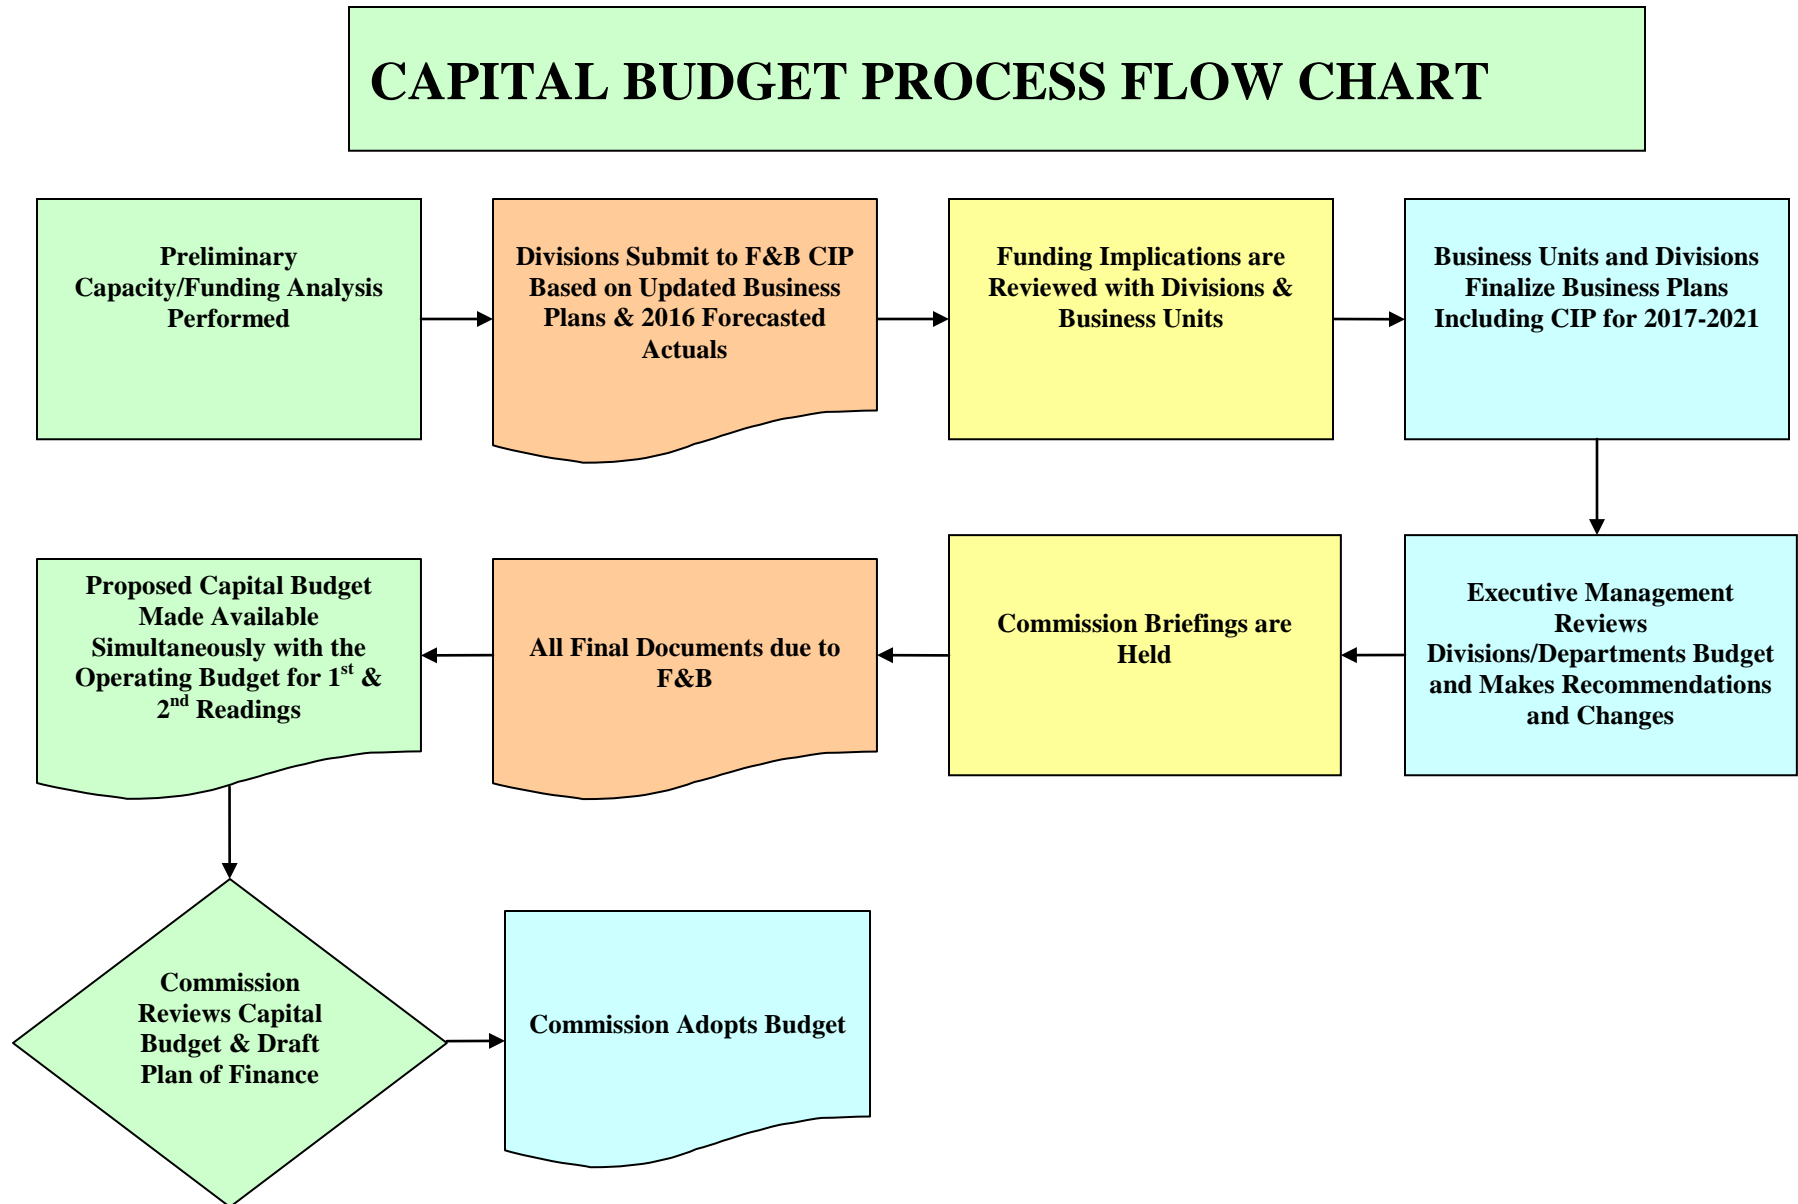 CAPITAL BUDGET PROCESS FLOW CHART
Preliminary
Capacity/Funding Analysis
Performed
Divisions Submit to F&B CIP
Based on Updated Business
Plans & 2016 Forecasted
Actuals
Funding Implications are
Reviewed with Divisions &
Business Units
Business Units and Divisions
Finalize Business Plans
Including CIP for 2017-2021
Executive Management
Reviews
Divisions/Departments Budget
and Makes Recommendations
and Changes
Commission Briefings are
Held
All Final Documents due to
F&B
Proposed Capital Budget
Made Available
Simultaneously with the
Operating Budget for 1st &
2nd Readings
Commission
Reviews Capital
Budget & Draft
Plan of Finance
Commission Adopts Budget